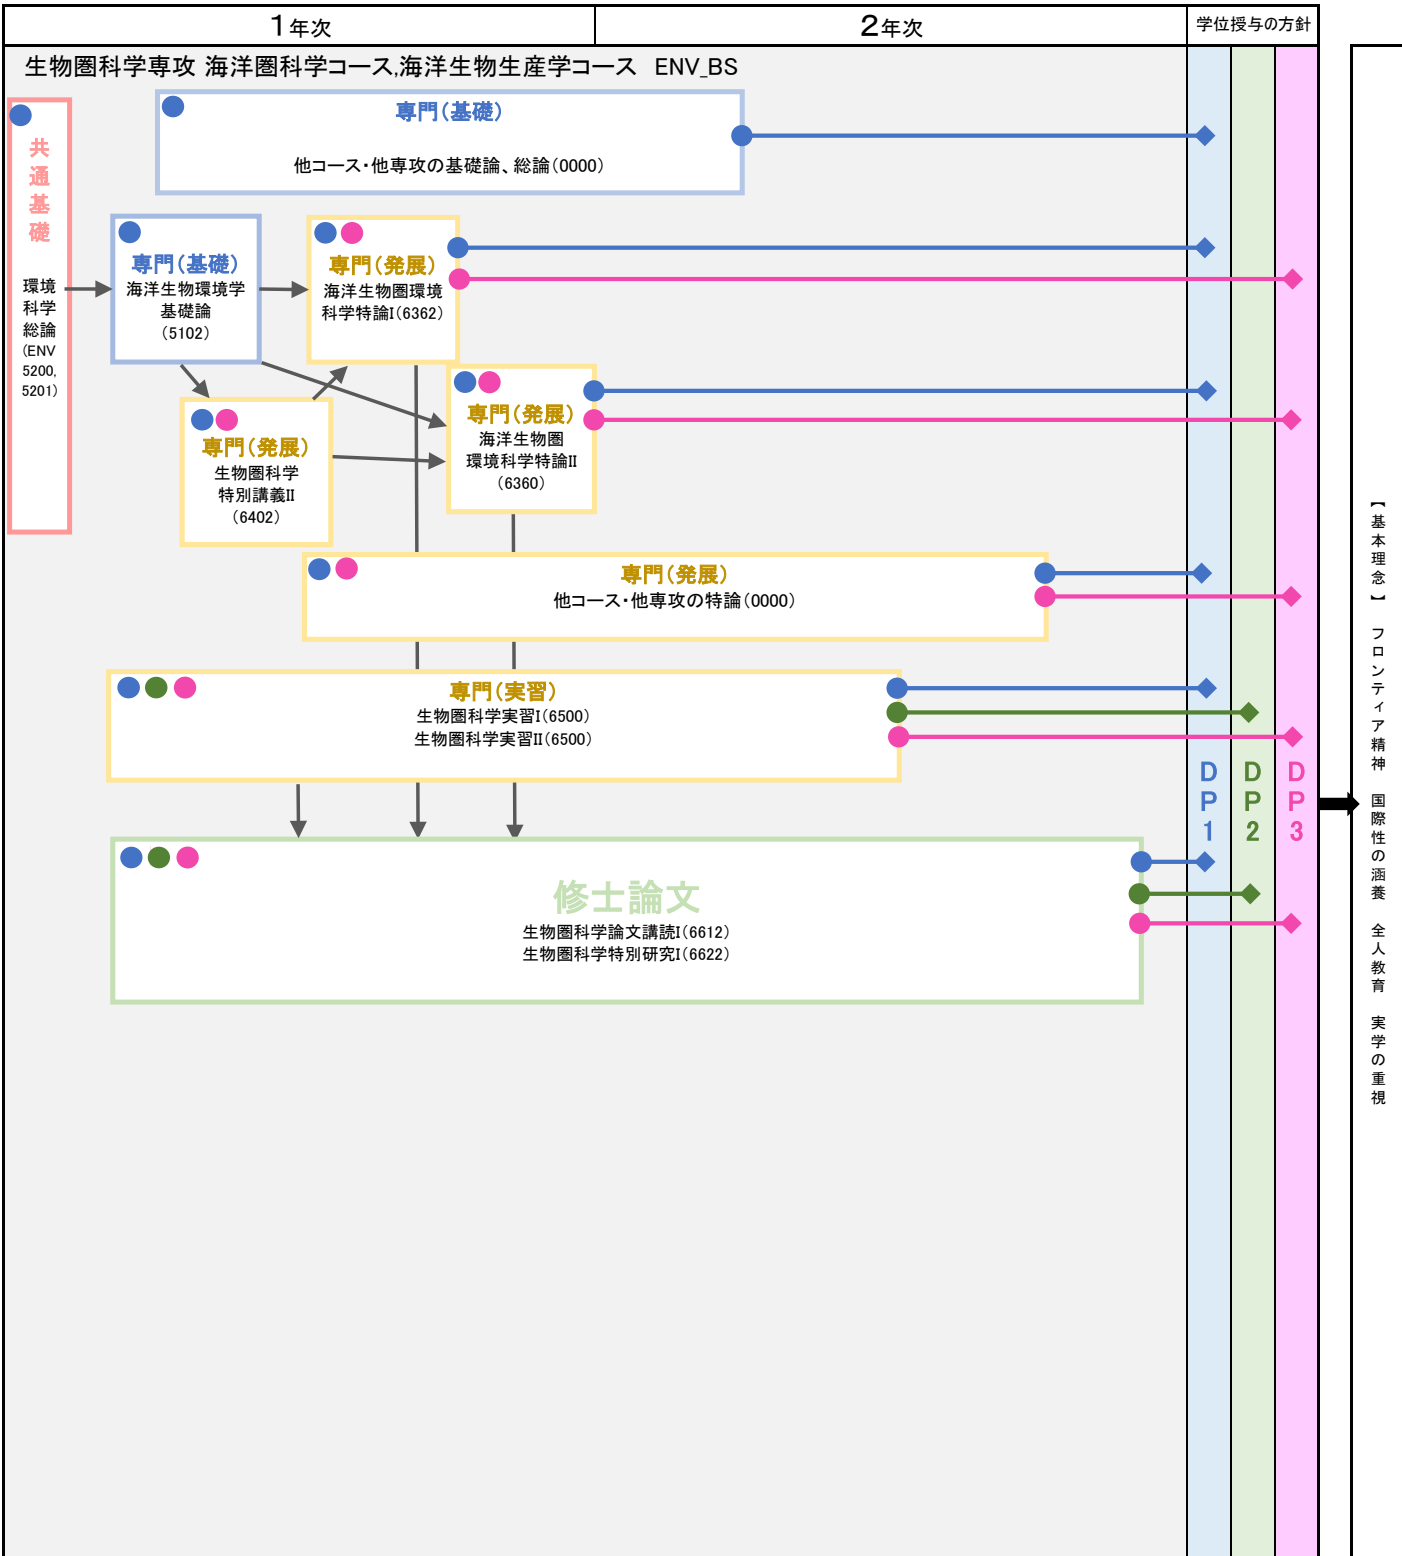 1年次
2年次
学位授与の方針
生物圏科学専攻 海洋圏科学コース,海洋生物生産学コース ENV_BS
共通基礎
環境
科学
総論
(ENV
5200,
5201)
専門(基礎)
他コース・他専攻の基礎論、総論(0000)
専門(基礎)
海洋生物環境学
基礎論
(5102)
専門(発展)
海洋生物圏環境
科学特論I(6362)
専門(発展)
生物圏科学
特別講義II
(6402)
専門(発展)
海洋生物圏
環境科学特論II
(6360)
専門(発展)
他コース・他専攻の特論(0000)
専門(実習)
生物圏科学実習I(6500)
生物圏科学実習II(6500)
修士論文
生物圏科学論文講読I(6612)
生物圏科学特別研究I(6622)
DP1
DP2
DP3
【基本理念】 フロンティア精神 国際性の涵養 全人教育 実学の重視